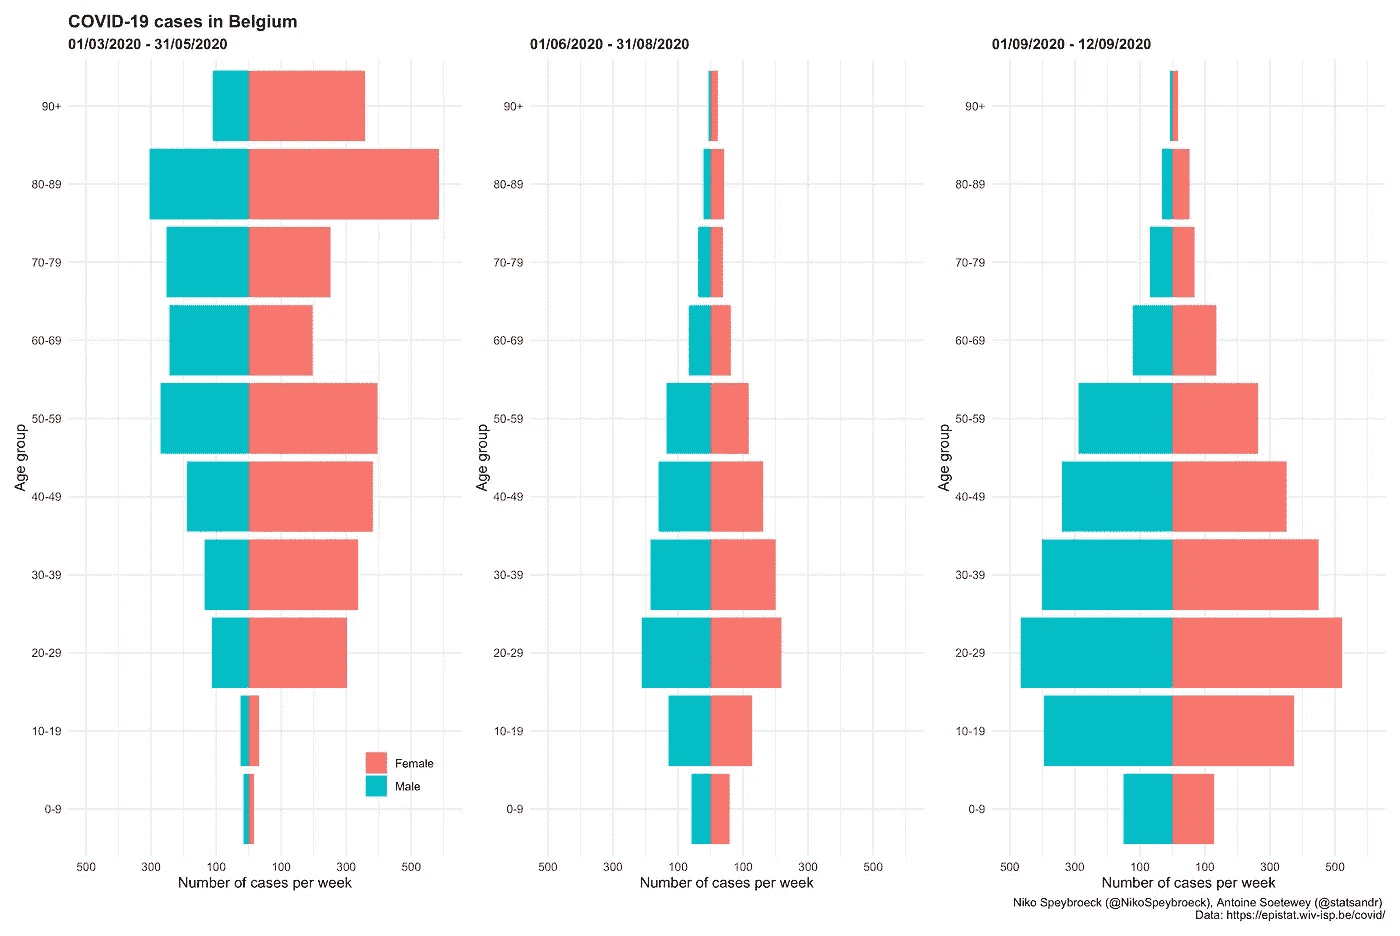 COVID-19 cases in Belgium
01/03/2020 - 31/05/2020
90+
80-89
70-79
60-69
50-59
40-49
30-39
20-29
10-19
0-9
Age group
Female
Male
500 300 100 100 300 500
Number of cases per week
01/06/2020 - 31/08/2020
90+
80-89
70-79
60-69
50-59
40-49
30-39
20-29
10-19
0-9
Age group
500 300 100 100 300 500
Number of cases per week
01/09/2020 - 12/09/2020
90+
80-89
70-79
60-69
50-59
40-49
30-39
20-29
10-19
0-9
Age group
500 300 100 100 300 500
Number of cases per week
Niko Speybroeck (@NikoSpeybroeck), Antoine Soetewey (@statsandr)
Data: https://epistat.wiv-isp.be/covid/